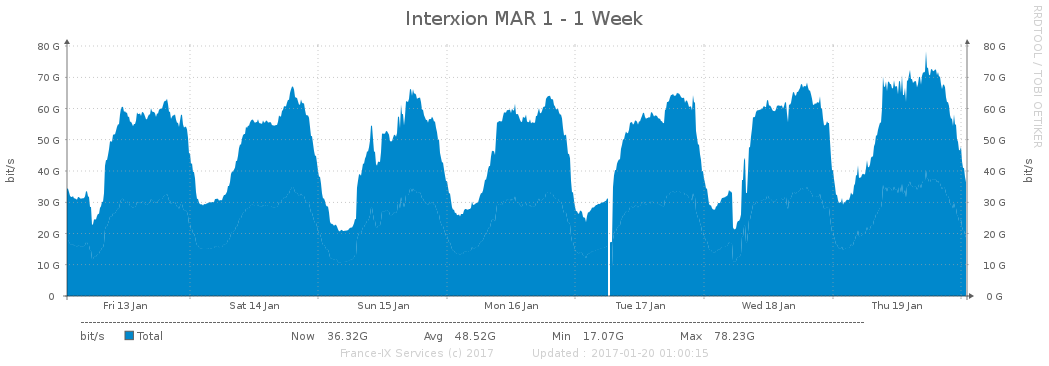 Interxion MAR 1 - 1 Week
RRDTOOL / TOBI OETIKER
80 G 80 G
70 G 70 G
60 G 60 G
50 G 50 G
40 G 40 G
30 G 30 G
20 G 20 G
10 G 10 G
0 0 G
bit/s bit/s
Fri 13 Jan Sat 14 Jan Sun 15 Jan Mon 16 Jan Tue 17 Jan Wed 18 Jan Thu 19 Jan
bit/s Total Now 36.32G Avg 48.52G Min 17.07G Max 78.23G
France-IX Services (c) 2017 Updated : 2017-01-20 01:00:15